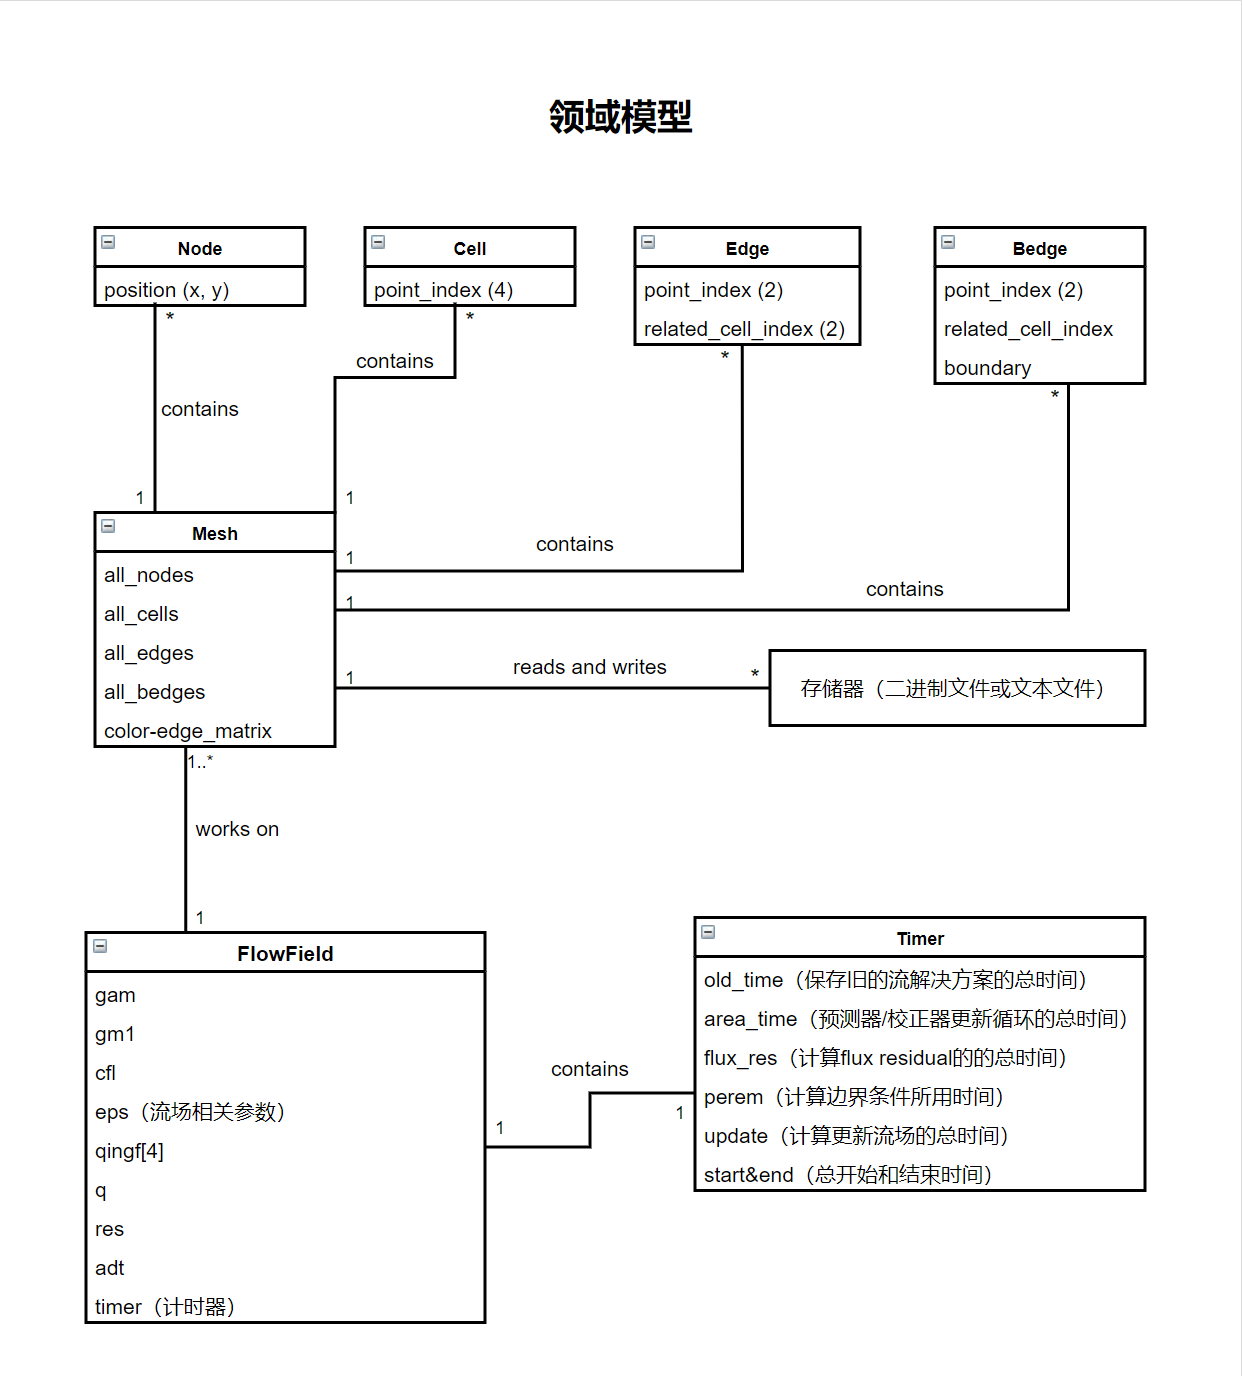 领域模型
Node
position (x, y)
*
Cell
point_index (4)
*
Edge
point_index (2)
related_cell_index (2)
*
Bedge
point_index (2)
related_cell_index
boundary
*
contains
contains
1
1
Mesh
all_nodes
all_cells
all_edges
all_bedges
color-edge_matrix
contains
1
contains
1
reads and writes
1
*
存储器（二进制文件或文本文件）
1..*
works on
1
FlowField
gam
gm1
cfl
eps（流场相关参数）
qingf[4]
q
res
adt
timer（计时器）
contains
1
1
Timer
old_time（保存旧的流解决方案的总时间）
area_time（预测器/校正器更新循环的总时间）
flux_res（计算flux residual的的总时间）
perem（计算边界条件所用时间）
update（计算更新流场的总时间）
start&end（总开始和结束时间）